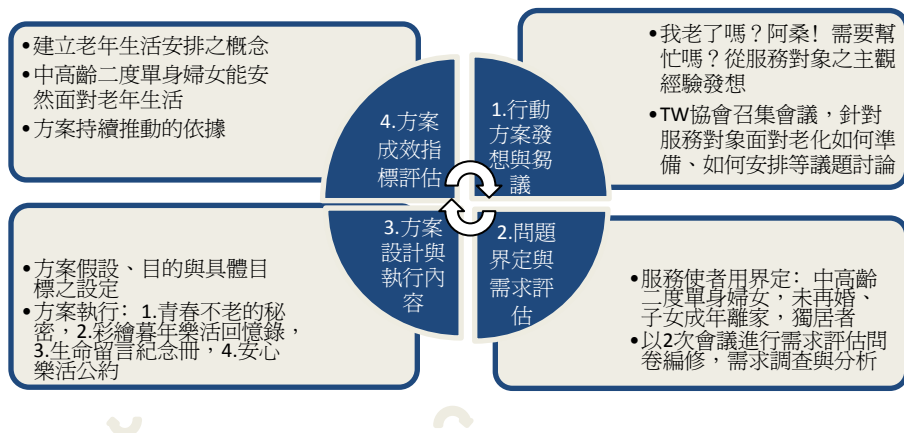 •建立老年生活安排之概念
•中高齡二度單身婦女能安
然面對老年生活
•方案持續推動的依據
4.方案
成效指
標評估
1.行動
方案發
想與芻
議
•我老了嗎？阿桑！需要幫
忙嗎？從服務對象之主觀
經驗發想
•TW協會召集會議，針對
服務對象面對老化如何準
備、如何安排等議題討論
•方案假設、目的與具體目
標之設定
•方案執行：1.青春不老的秘
密，2.彩繪暮年樂活回憶錄，
3.生命留言紀念冊，4.安心
樂活公約
3.方案
設計與
執行內
容
2.問題
界定與
需求評
估
•服務使者用界定：中高齡
二度單身婦女，未再婚、
子女成年離家，獨居者
•以2次會議進行需求評估問
卷編修，需求調查與分析